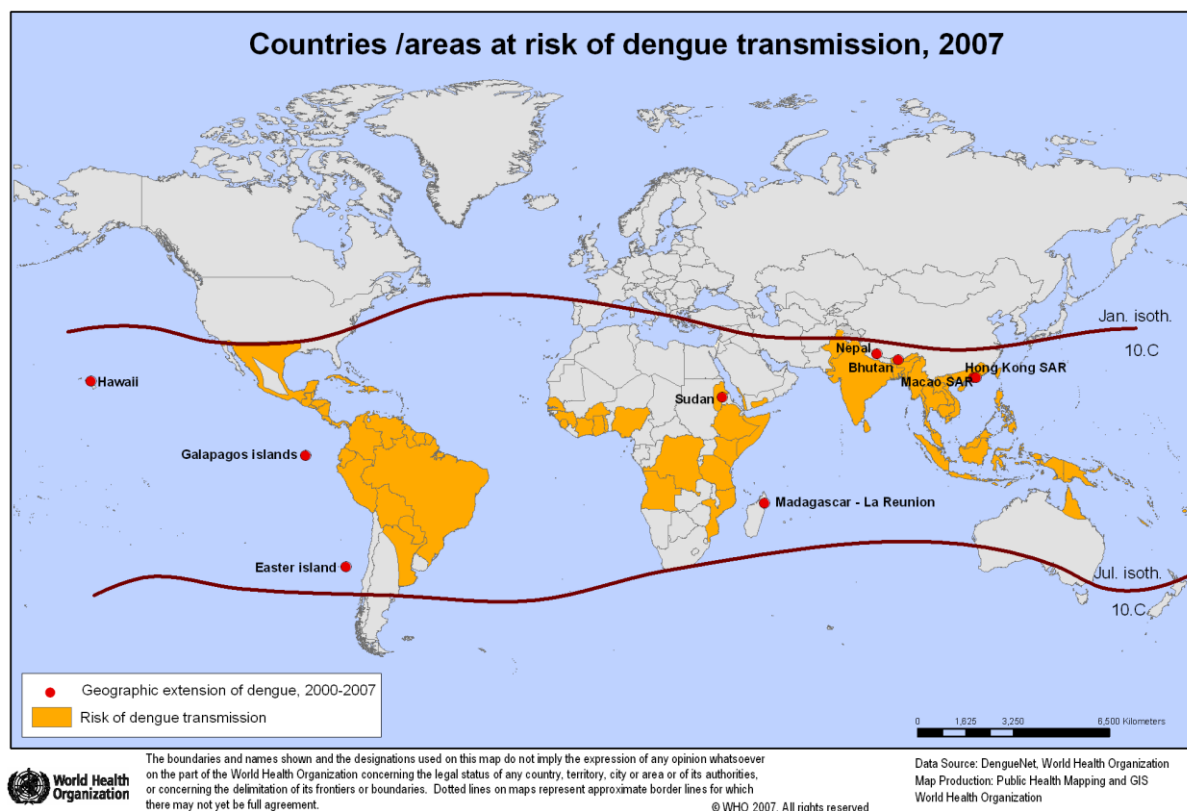 Countries /areas at risk of dengue transmission, 2007
Jan. isoth.
10.C
Nepal
Bhutan
Hong Kong SAR
Macao SAR
Hawaii
Sudan
Galapagos islands
Madagascar - La Reunion
Easter island
Jul. isoth.
10.C
Geographic extension of dengue, 2000-2007
Risk of dengue transmission
0 1,625 3,250 6,500 Kilometers
World Health
Organization
The boundaries and names shown and the designations used on this map do not imply the expression of any opinion whatsoever
on the part of the World Health Organization concerning the legal status of any country, territory, city or area or of its authorities,
or concerning the delimitation of its frontiers or boundaries. Dotted lines on maps represent approximate border lines for which
there may not yet be full agreement.
© WHO 2007. All rights reserved
Data Source: DengueNet, World Health Organization
Map Production: Public Health Mapping and GIS
World Health Organization